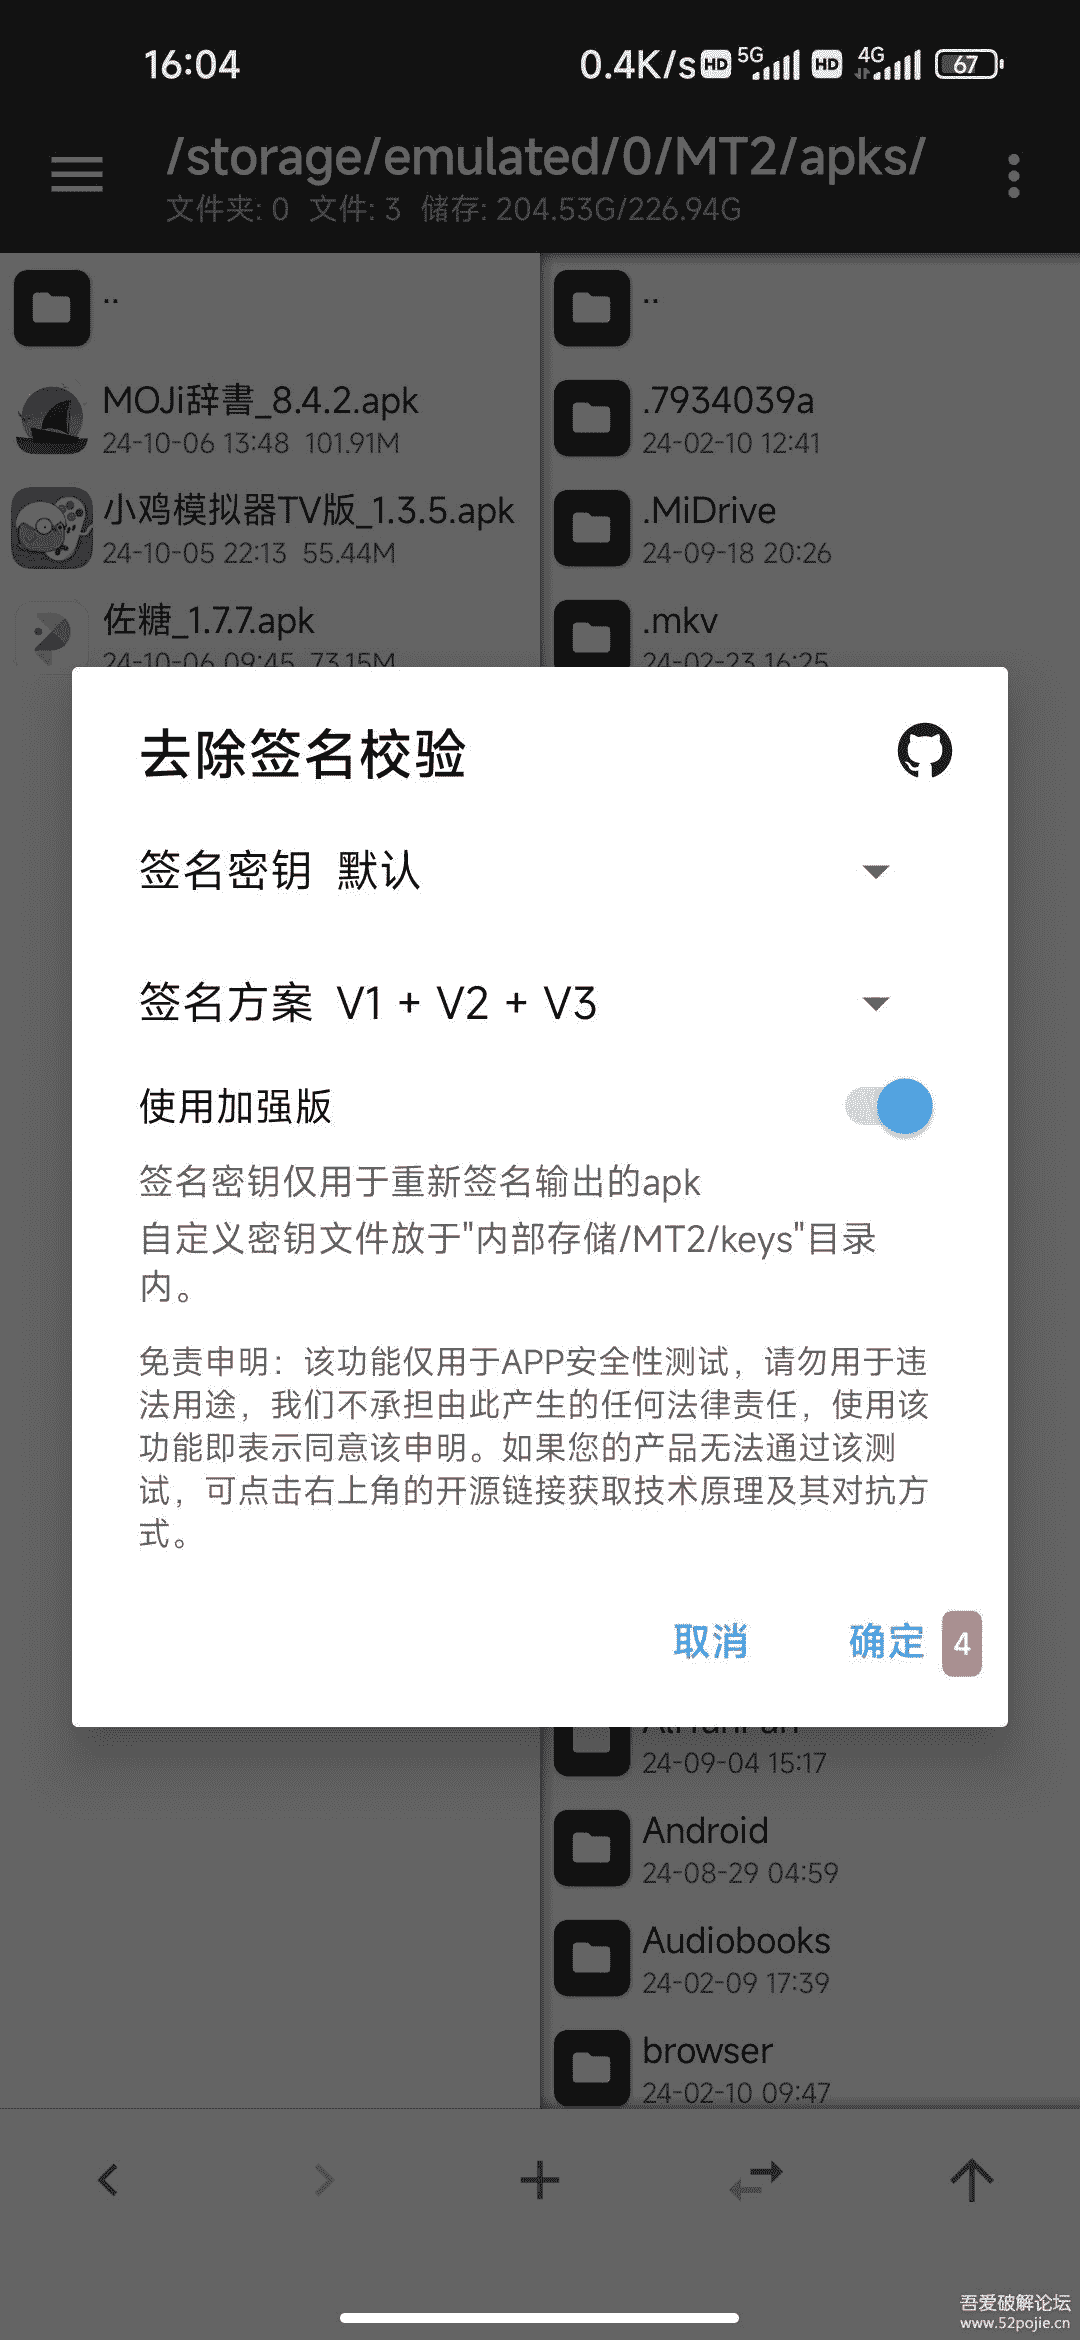 16:04
0.4K/s HD 5G HD 4G 67
/storage/emulated/0/MT2/apks/
文件夹: 0 文件: 3 储存: 204.53G/226.94G
..
MOJi辞書_8.4.2.apk
24-10-06 13:48 101.91M
小鸡模拟器TV版_1.3.5.apk
24-10-05 22:13 55.44M
佐糖_1.7.7.apk
24-10-06 09:45 73.15M
..
.7934039a
24-02-10 12:41
.MiDrive
24-09-18 20:26
.mkv
24-02-23 16:25
去除签名校验
签名密钥 默认
签名方案 V1 + V2 + V3
使用加强版
签名密钥仅用于重新签名输出的apk
自定义密钥文件放于"内部存储/MT2/keys"目录
内。
免责申明：该功能仅用于APP安全性测试，请勿用于违
法用途，我们不承担由此产生的任何法律责任，使用该
功能即表示同意该申明。如果您的产品无法通过该测
试，可点击右上角的开源链接获取技术原理及其对抗方
式。
取消 确定 4
24-09-04 15:17
Android
24-08-29 04:59
Audiobooks
24-02-09 17:39
browser
24-02-10 09:47
吾爱破解论坛
www.52pojie.cn